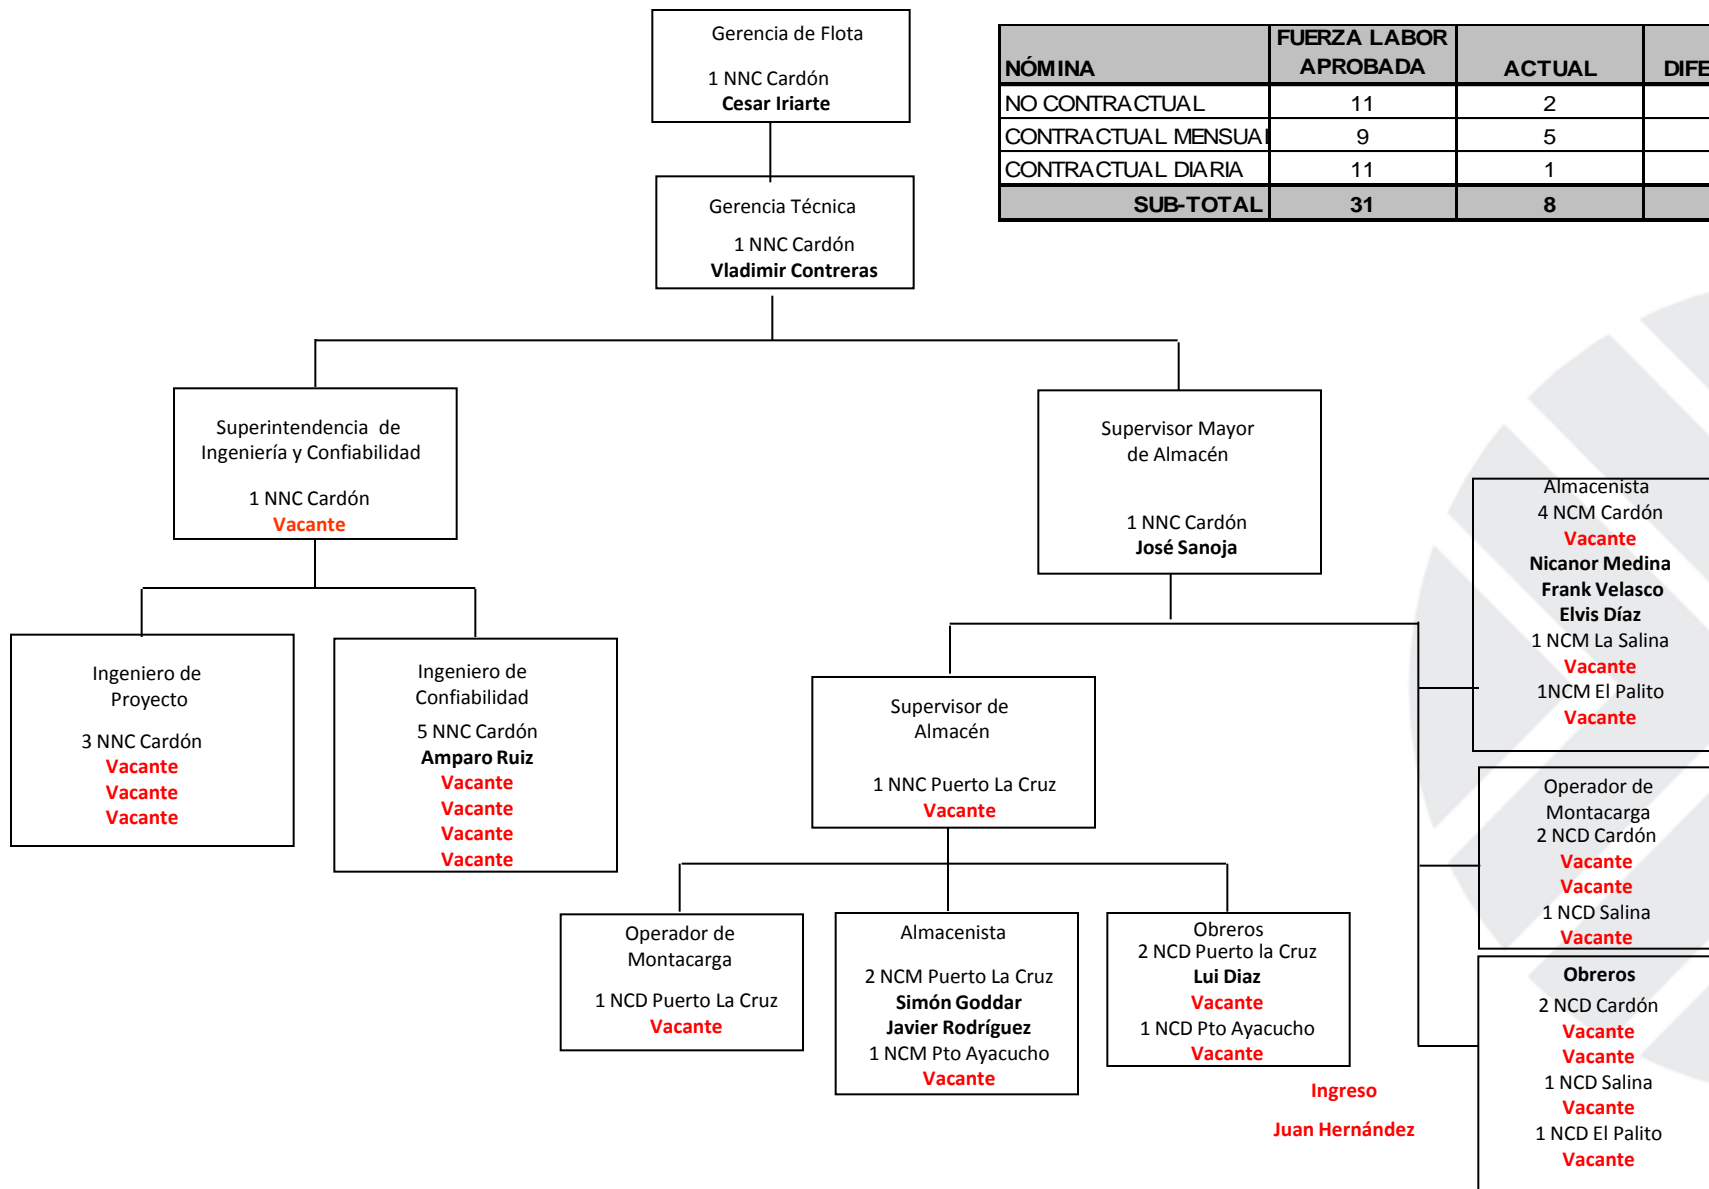 Gerencia de Flota
1 NNC Cardón
Cesar Iriarte
NÓMINA FUERZA LABOR APROBADA ACTUAL DIFE
NO CONTRACTUAL 11 2
CONTRACTUAL MENSUAL 9 5
CONTRACTUAL DIARIA 11 1
SUB-TOTAL 31 8
Gerencia Técnica
1 NNC Cardón
Vladimir Contreras
Superintendencia de
Ingeniería y Confiabilidad
1 NNC Cardón
Vacante
Supervisor Mayor
de Almacén
1 NNC Cardón
José Sanoja
Ingeniero de
Proyecto
3 NNC Cardón
Vacante
Vacante
Vacante
Ingeniero de
Confiabilidad
5 NNC Cardón
Amparo Ruiz
Vacante
Vacante
Vacante
Vacante
Supervisor de
Almacén
1 NNC Puerto La Cruz
Vacante
Operador de
Montacarga
1 NCD Puerto La Cruz
Vacante
Almacenista
2 NCM Puerto La Cruz
Simón Goddar
Javier Rodríguez
1 NCM Pto Ayacucho
Vacante
Obreros
2 NCD Puerto la Cruz
Lui Diaz
Vacante
1 NCD Pto Ayacucho
Vacante
Ingreso
Juan Hernández
Almacenista
4 NCM Cardón
Vacante
Nicanor Medina
Frank Velasco
Elvis Díaz
1 NCM La Salina
Vacante
1NCM El Palito
Vacante
Operador de
Montacarga
2 NCD Cardón
Vacante
Vacante
1 NCD Salina
Vacante
Obreros
2 NCD Cardón
Vacante
Vacante
1 NCD Salina
Vacante
1 NCD El Palito
Vacante